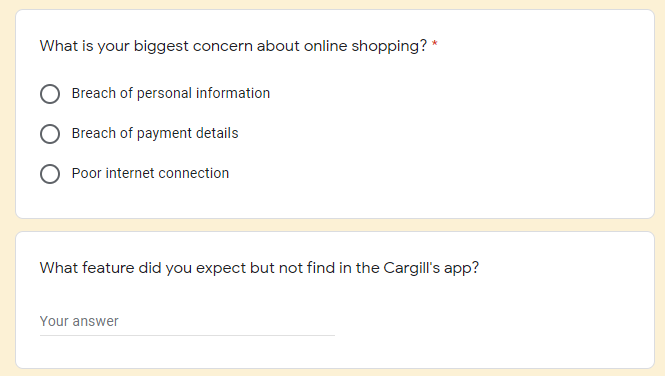 What is your biggest concern about online shopping? *
Breach of personal information
Breach of payment details
Poor internet connection
What feature did you expect but not find in the Cargill's app?
Your answer